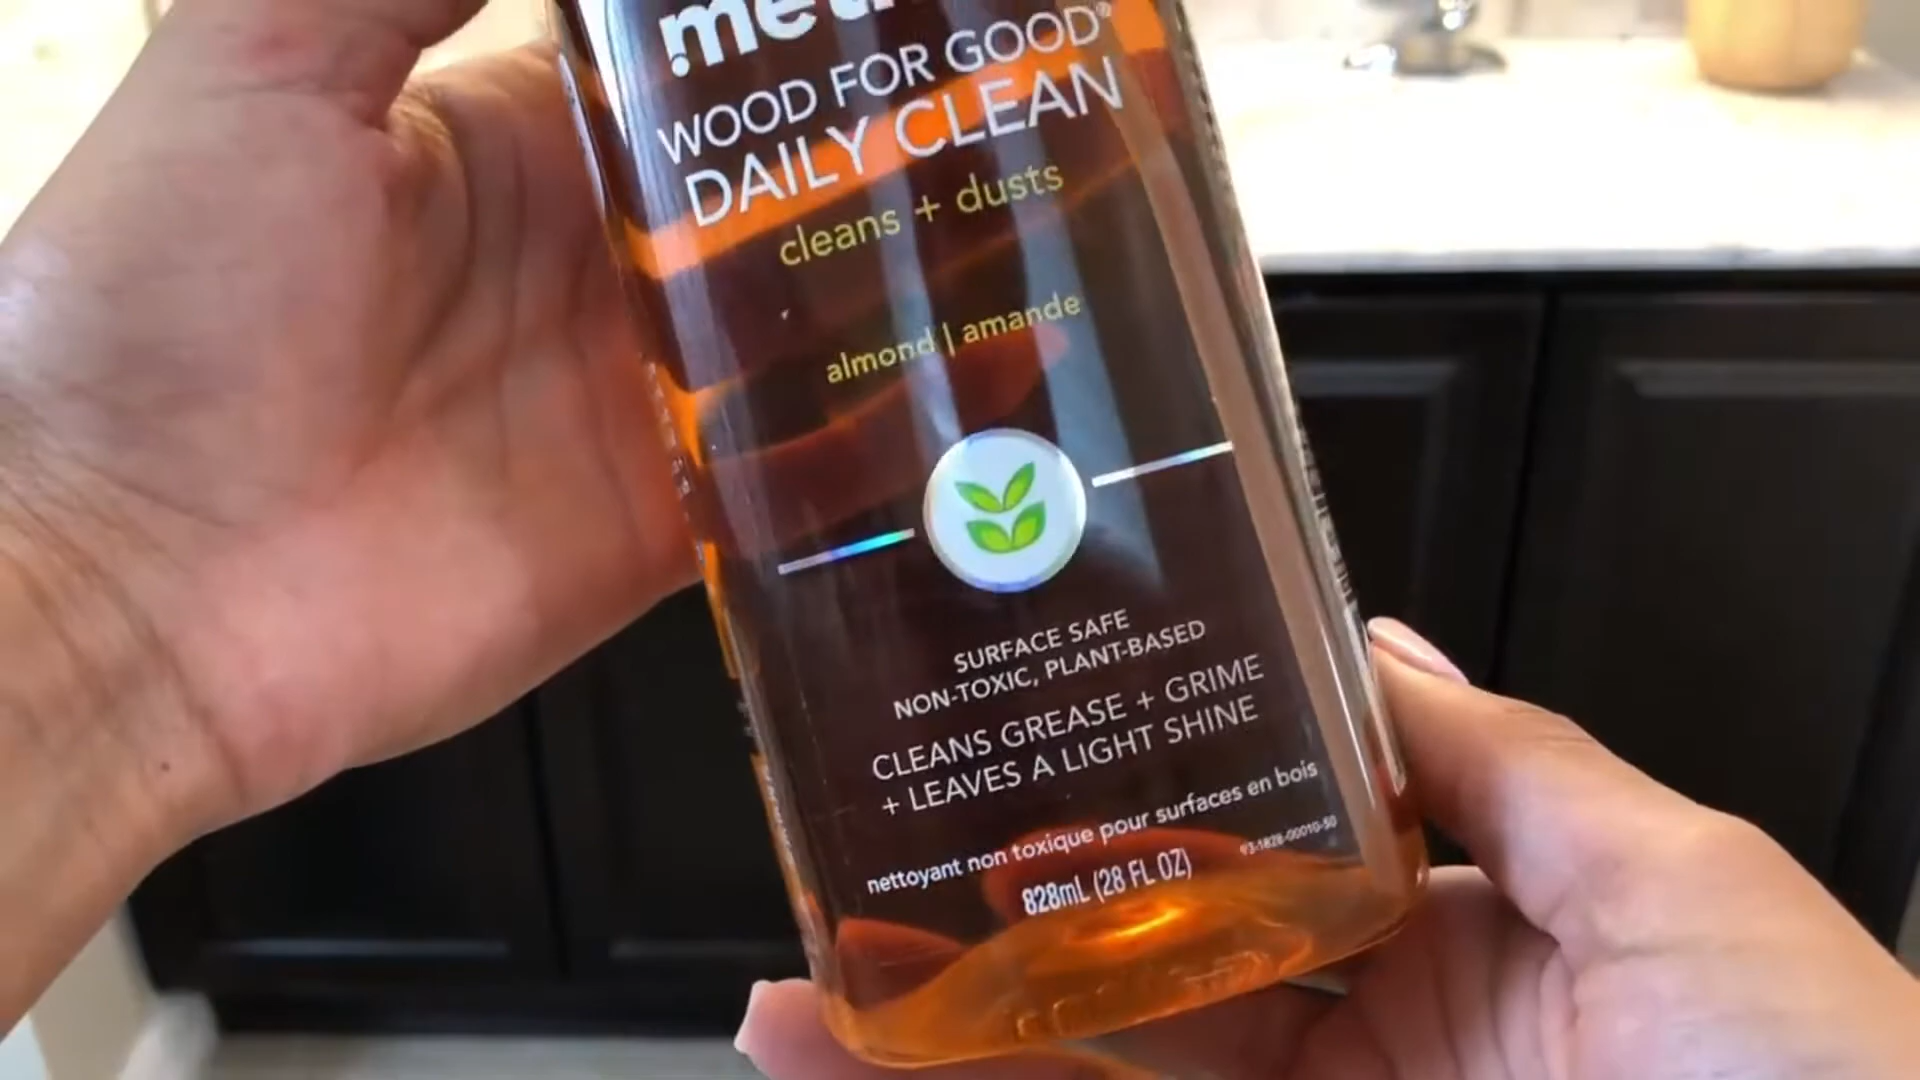 WOOD FOR GOOD®
DAILY CLEAN
cleans + dusts
almond | amande
SURFACE SAFE
NON-TOXIC, PLANT-BASED
CLEANS GREASE + GRIME
+ LEAVES A LIGHT SHINE
nettoyant non toxique pour surfaces en bois
828mL (28 FL OZ)